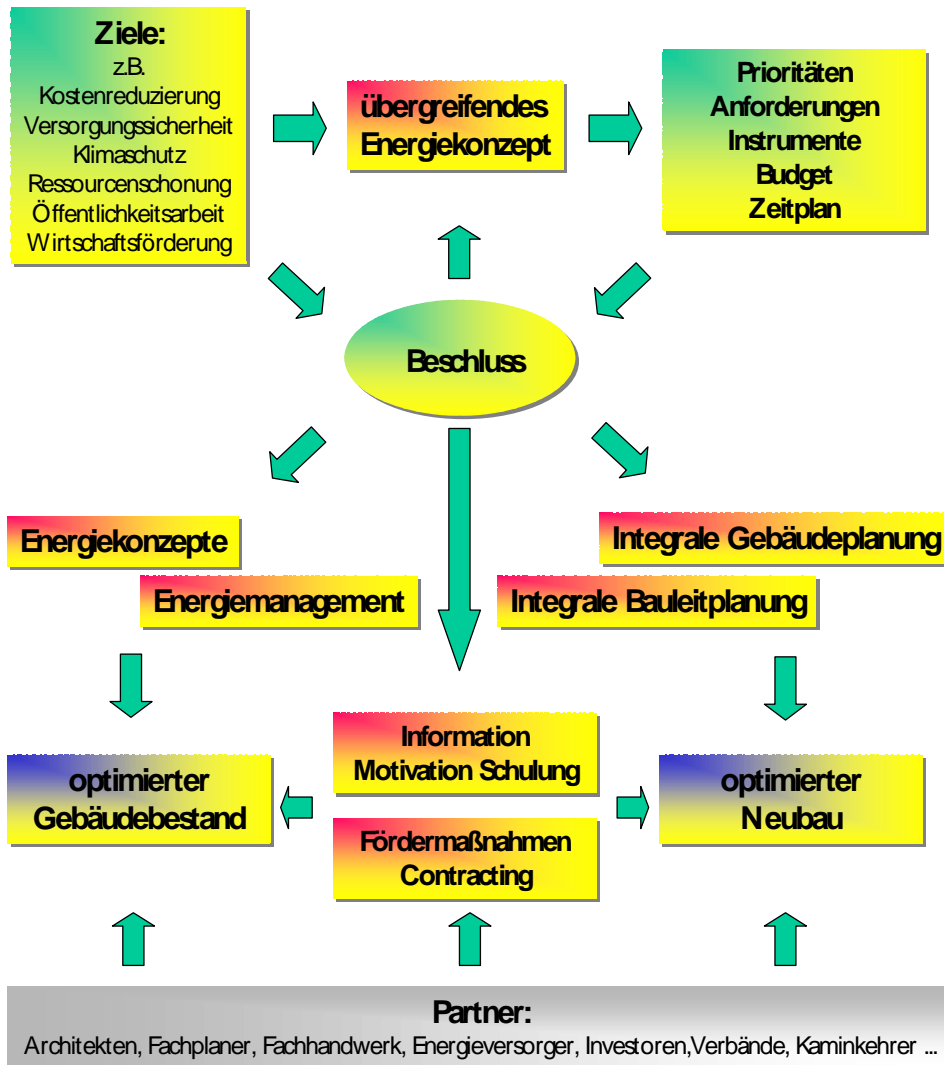 Ziele:
z.B.
Kostenreduzierung
Versorgungssicherheit
Klimaschutz
Ressourcenschonung
Öffentlichkeitsarbeit
Wirtschaftsförderung
übergreifendes
Energiekonzept
Prioritäten
Anforderungen
Instrumente
Budget
Zeitplan
Beschluss
Energiekonzepte
Energiemanagement
Integrale Gebäudeplanung
Integrale Bauleitplanung
Information
Motivation Schulung
optimierter
Gebäudebestand
optimierter
Neubau
Fördermaßnahmen
Contracting
Partner:
Architekten, Fachplaner, Fachhandwerk, Energieversorger, Investoren,Verbände, Kaminkehrer ...